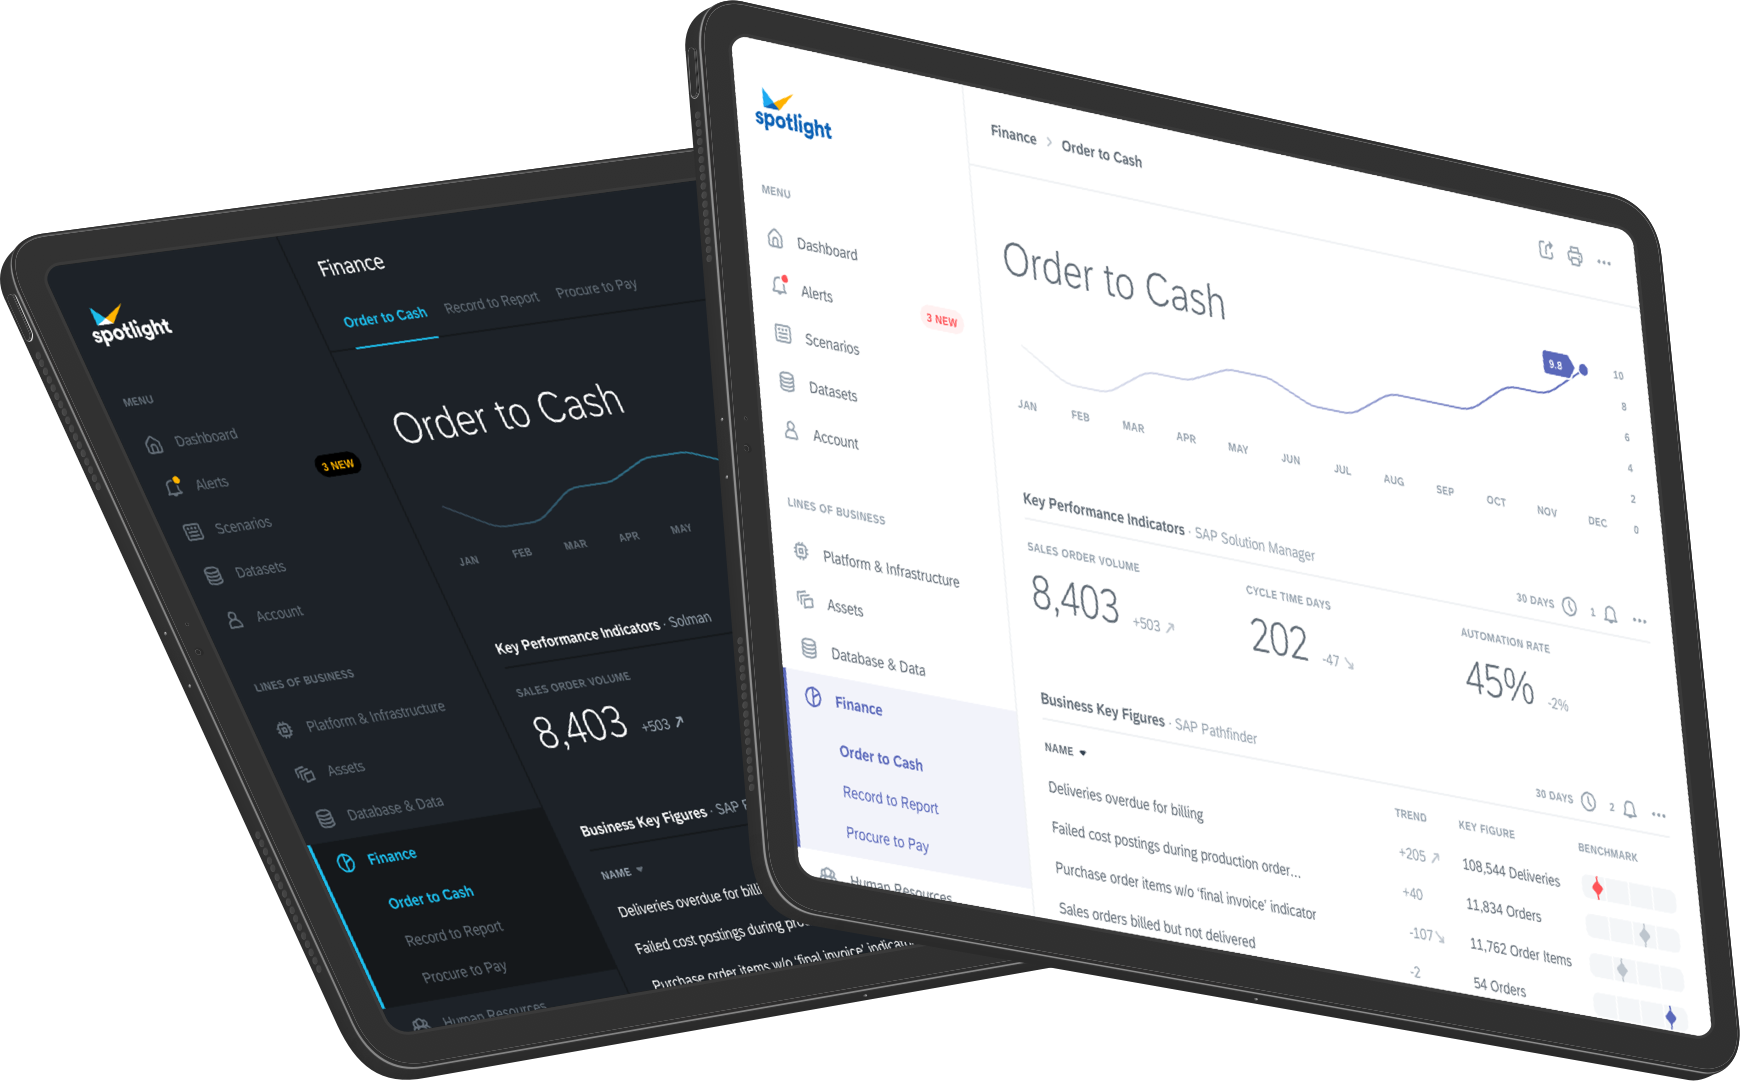 spotlight
MENU
Dashboard
Alerts
3 NEW
Scenarios
Datasets
Account
LINES OF BUSINESS
Platform & Infrastructure
Assets
Database & Data
Finance
Order to Cash
Record to Report
Procure to Pay
Human Resources
Finance
Order to Cash
Record to Report
Procure to Pay
Order to Cash
JAN
FEB
MAR
APR
MAY
Key Performance Indicators · Solman
SALES ORDER VOLUME
8,403
+503
Business Key Figures · SAP
NAME
Deliveries overdue for billi
Failed cost postings during pro
Purchase order items w/o 'final invoice' indicat
spotlight
MENU
Dashboard
Alerts
3 NEW
Scenarios
Datasets
Account
LINES OF BUSINESS
Platform & Infrastructure
Assets
Database & Data
Finance
Order to Cash
Record to Report
Procure to Pay
Human Resources
Finance > Order to Cash
Order to Cash
9.8
10
8
6
4
2
0
JAN
FEB
MAR
APR
MAY
JUN
JUL
AUG
SEP
OCT
NOV
DEC
Key Performance Indicators · SAP Solution Manager
30 DAYS
1
SALES ORDER VOLUME
8,403
+503
CYCLE TIME DAYS
202
-47
AUTOMATION RATE
45%
-2%
Business Key Figures · SAP Pathfinder
30 DAYS
2
NAME
TREND
KEY FIGURE
BENCHMARK
Deliveries overdue for billing
+205
108,544 Deliveries
Failed cost postings during production order...
+40
11,834 Orders
Purchase order items w/o 'final invoice' indicator
-107
11,762 Order Items
Sales orders billed but not delivered
-2
54 Orders